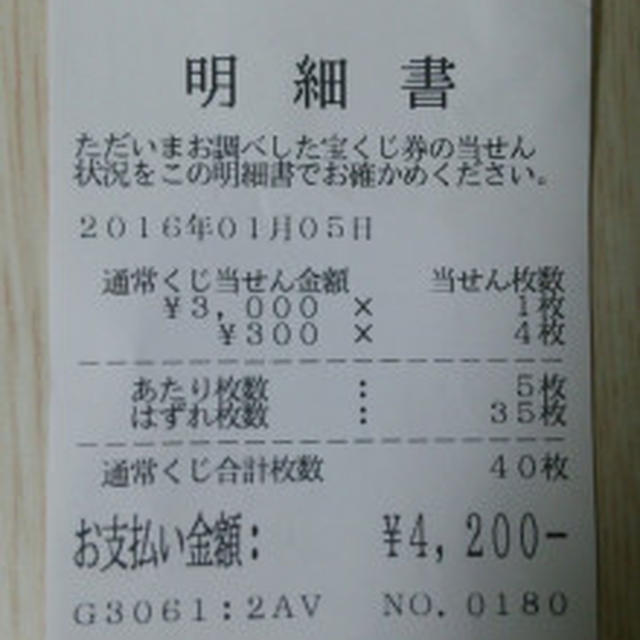 明細書
ただいまお調べした宝くじ券の当せん
状況をこの明細書でお確かめください。
2016年01月05日
通常くじ当せん金額 当せん枚数
¥3,000 × 1枚
¥300 × 4枚
あたり枚数 : 5枚
はずれ枚数 : 35枚
通常くじ合計枚数 40枚
お支払い金額: ¥4,200-
G3061:2AV NO.0180